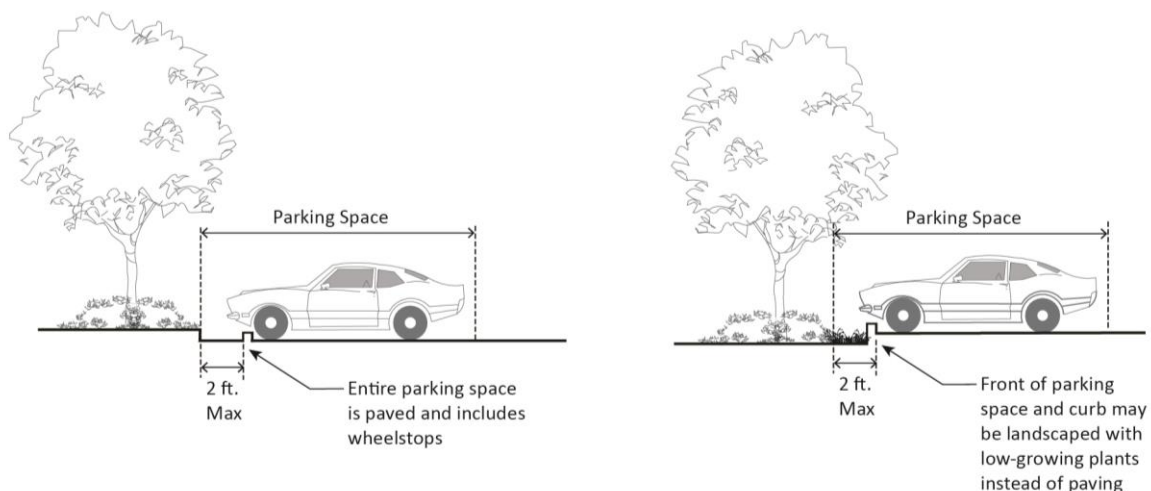 Parking Space
2 ft.
Max
Entire parking space
is paved and includes
wheelstops
Parking Space
2 ft.
Max
Front of parking
space and curb may
be landscaped with
low-growing plants
instead of paving